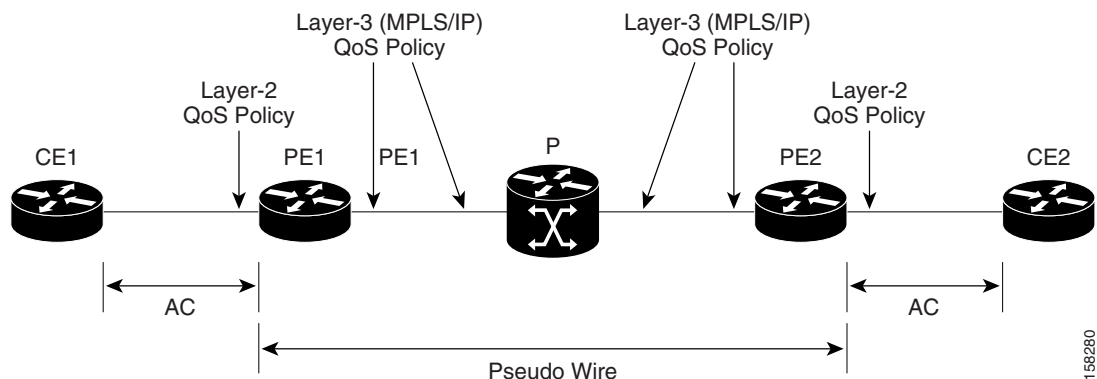 Layer-3 (MPLS/IP)
QoS Policy
Layer-3 (MPLS/IP)
QoS Policy
Layer-2
QoS Policy
Layer-2
QoS Policy
CE1
PE1
PE1
P
PE2
CE2
AC
AC
Pseudo Wire
158280